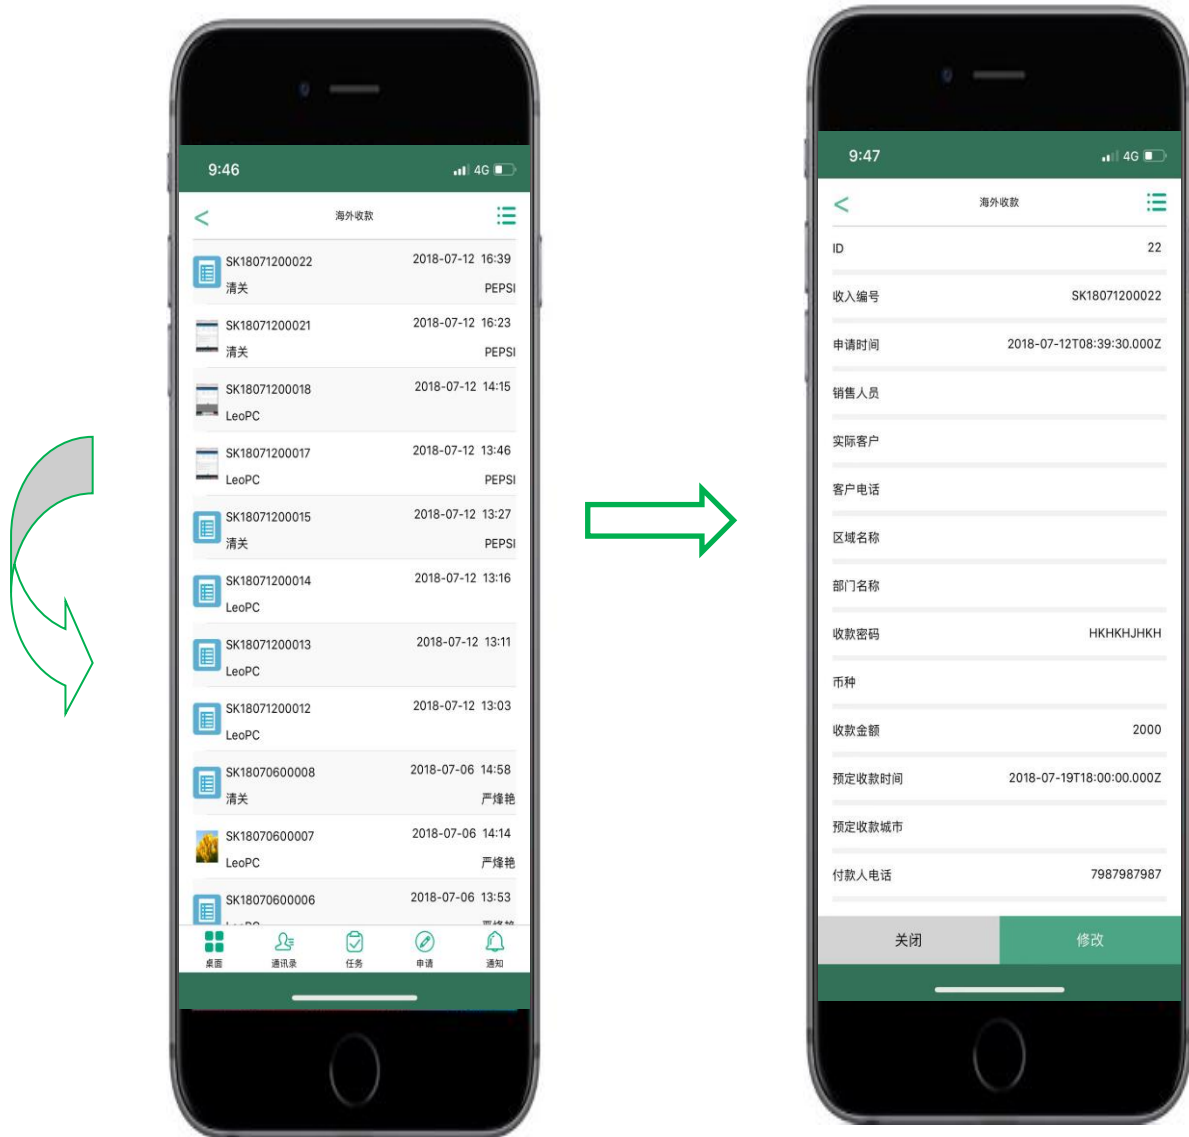 9:46
4G
海外收款
SK18071200022 2018-07-12 16:39
清关 PEPSI
SK18071200021 2018-07-12 16:23
清关 PEPSI
SK18071200018 2018-07-12 14:15
LeoPC
SK18071200017 2018-07-12 13:46
LeoPC PEPSI
SK18071200015 2018-07-12 13:27
清关 PEPSI
SK18071200014 2018-07-12 13:16
LeoPC
SK18071200013 2018-07-12 13:11
LeoPC
SK18071200012 2018-07-12 13:03
LeoPC
SK18070600008 2018-07-06 14:58
清关 严烽艳
SK18070600007 2018-07-06 14:14
LeoPC 严烽艳
SK18070600006 2018-07-06 13:53
桌面 通讯录 任务 申请 通知
9:47
4G
海外收款
ID 22
收入编号 SK18071200022
申请时间 2018-07-12T08:39:30.000Z
销售人员
实际客户
客户电话
区域名称
部门名称
收款密码 HKHKHJHKH
币种
收款金额 2000
预定收款时间 2018-07-19T18:00:00.000Z
预定收款城市
付款人电话 7987987987
关闭 修改